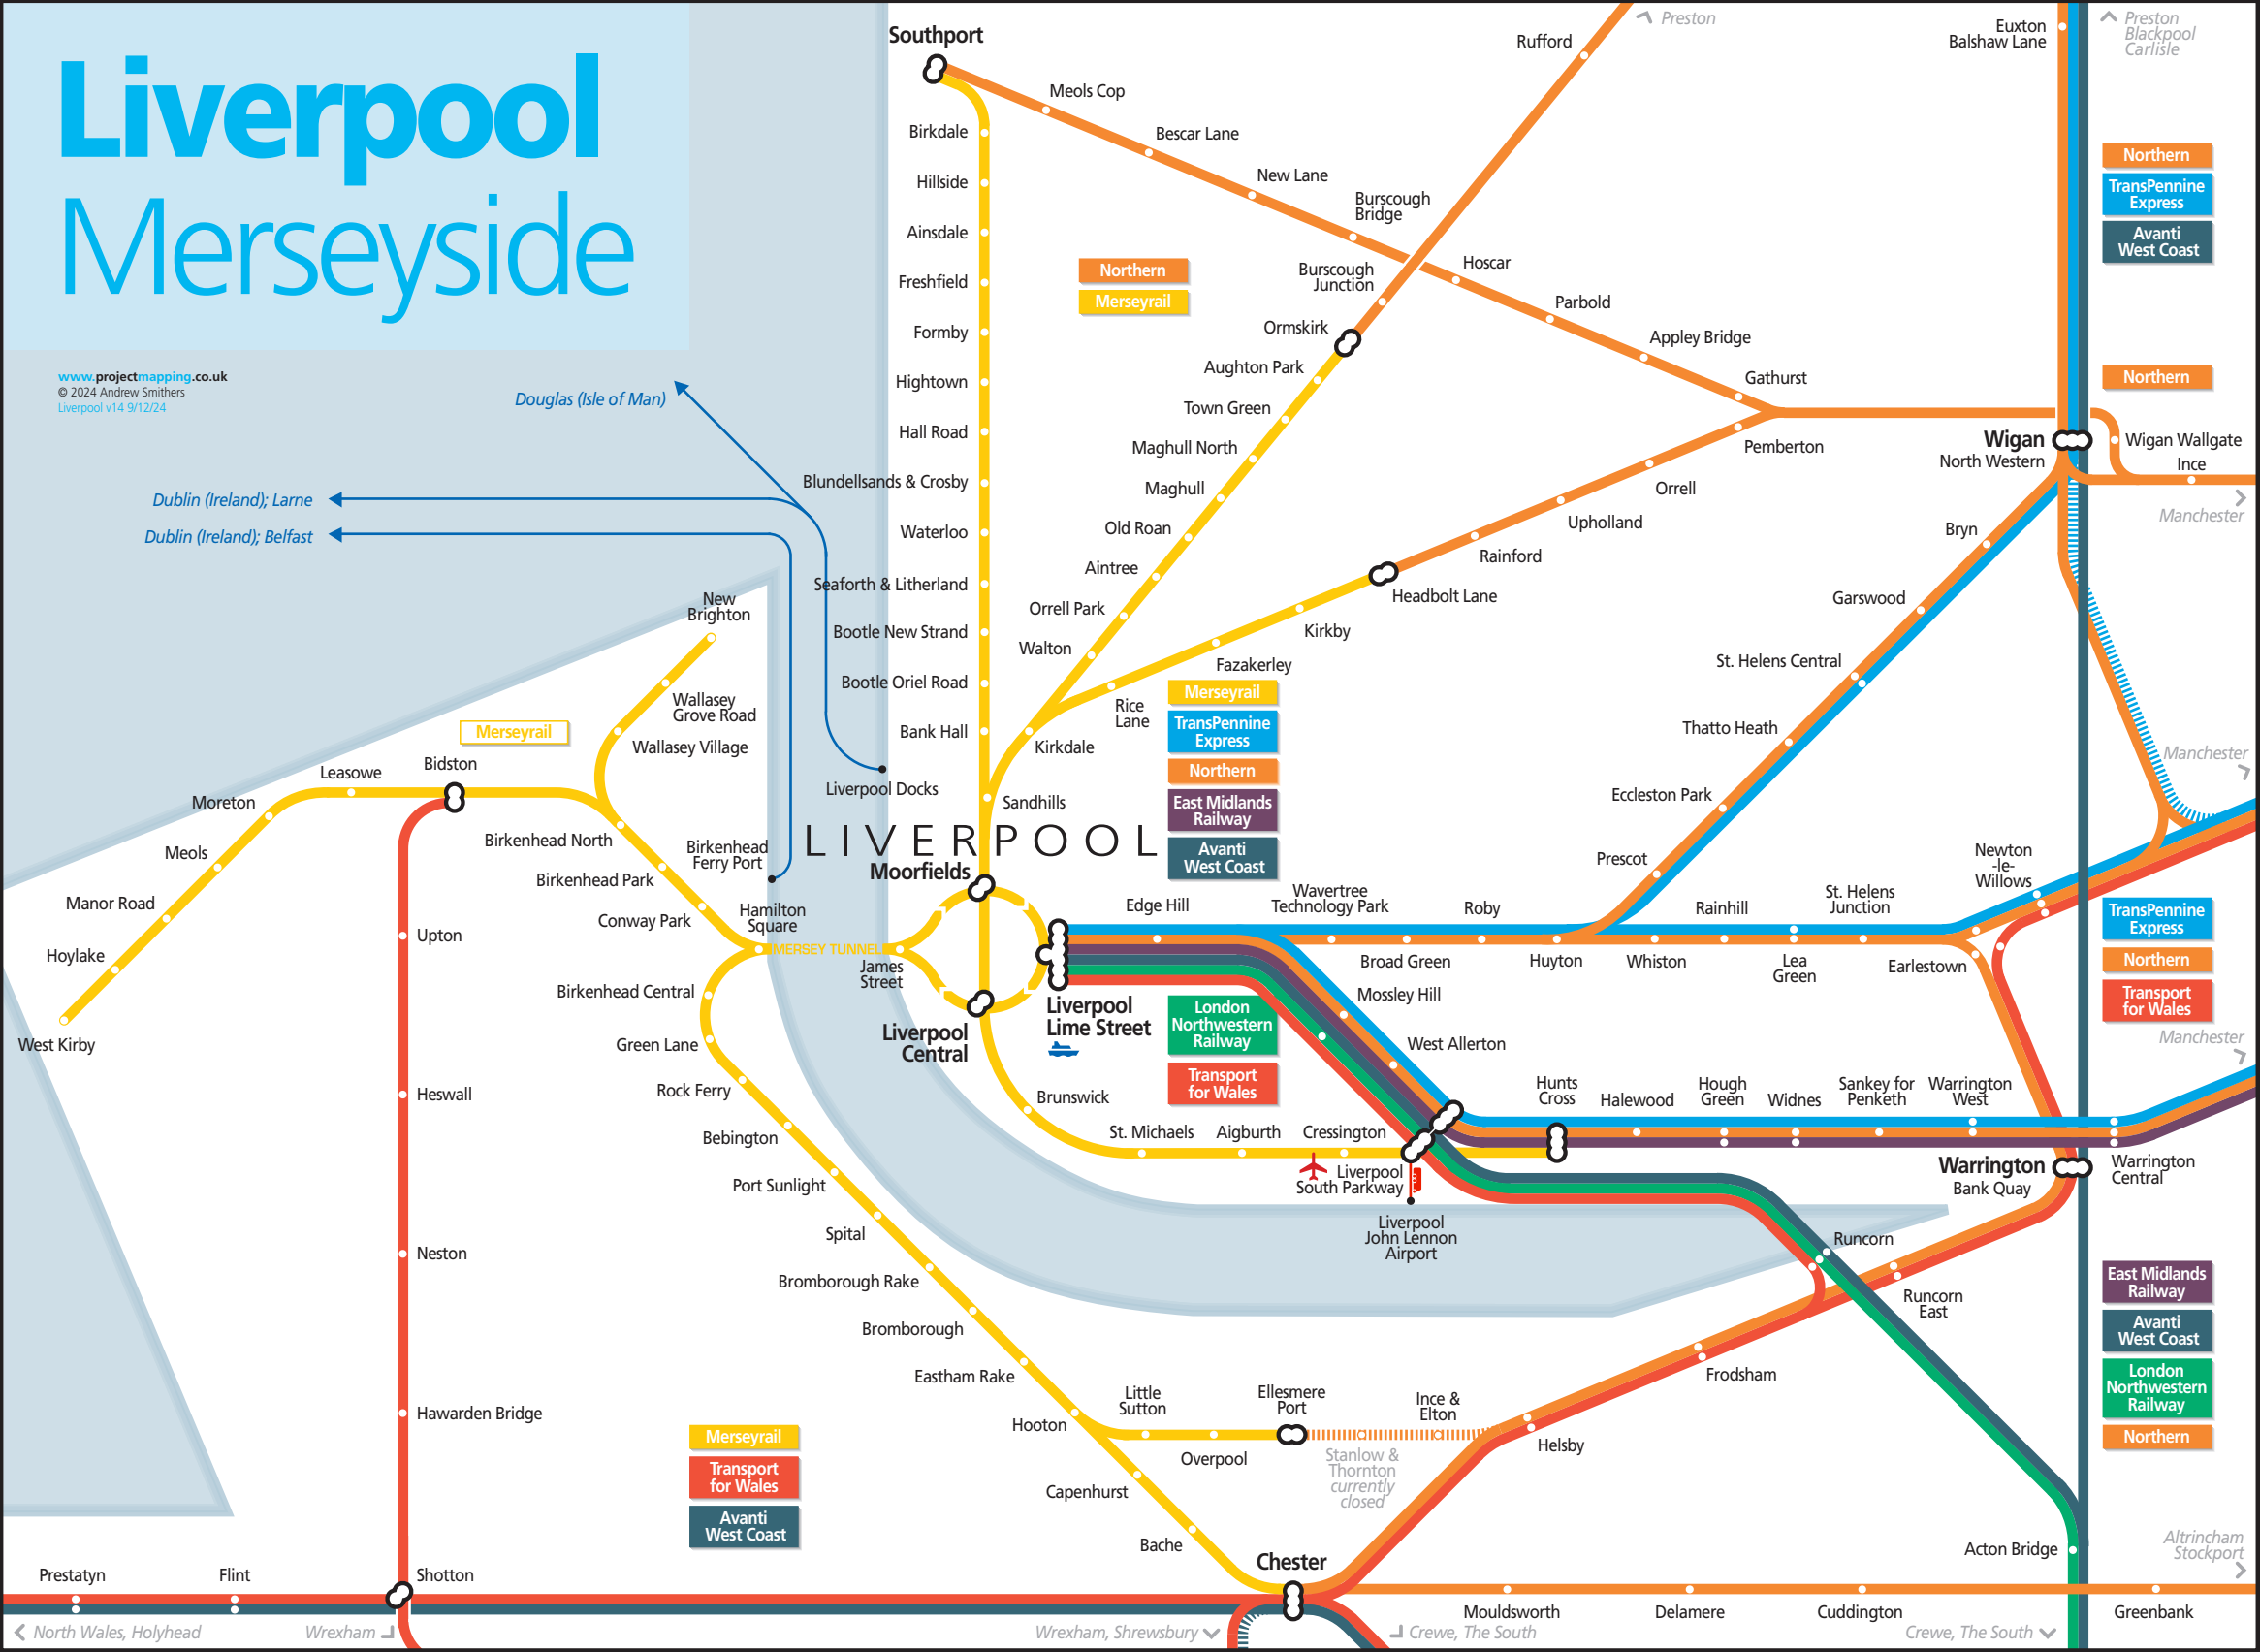 Liverpool
Merseyside
www.projectmapping.co.uk
© 2024 Andrew Smithers
Liverpool v14 9/12/24
Douglas (Isle of Man)
Dublin (Ireland); Larne
Dublin (Ireland); Belfast
Southport
Birkdale
Hillside
Ainsdale
Freshfield
Formby
Hightown
Hall Road
Blundellsands & Crosby
Waterloo
Seaforth & Litherland
Bootle New Strand
Bootle Oriel Road
Bank Hall
Liverpool Docks
Sandhills
LIVERPOOL
Moorfields
Meols Cop
Bescar Lane
New Lane
Burscough
Bridge
Hoscar
Parbold
Appley Bridge
Gathurst
Northern
Merseyrail
Preston
Rufford
Burscough
Junction
Ormskirk
Aughton Park
Town Green
Maghull North
Maghull
Old Roan
Aintree
Orrell Park
Walton
Kirkdale
Rice
Lane
Fazakerley
Kirkby
Headbolt Lane
Rainford
Upholland
Orrell
Pemberton
Euxton
Balshaw Lane
Preston
Blackpool
Carlisle
Northern
TransPennine
Express
Avanti
West Coast
Northern
Wigan
North Western
Wigan Wallgate
Ince
Manchester
Bryn
Garswood
St. Helens Central
Thatto Heath
Eccleston Park
Prescot
Manchester
Merseyrail
TransPennine
Express
Northern
East Midlands
Railway
Avanti
West Coast
New
Brighton
Wallasey
Grove Road
Wallasey Village
Merseyrail
Bidston
Leasowe
Moreton
Meols
Manor Road
Hoylake
West Kirby
Birkenhead North
Birkenhead Park
Conway Park
Birkenhead
Ferry Port
Hamilton
Square
MERSEY TUNNEL
James
Street
Liverpool
Central
Liverpool
Lime Street
Edge Hill
Wavertree
Technology Park
Broad Green
Roby
Huyton
Whiston
Rainhill
Lea
Green
St. Helens
Junction
Earlestown
Newton
-le-
Willows
TransPennine
Express
Northern
Transport
for Wales
Manchester
London
Northwestern
Railway
Transport
for Wales
Mossley Hill
West Allerton
Brunswick
St. Michaels
Aigburth
Cressington
Liverpool
South Parkway
Liverpool
John Lennon
Airport
Hunts
Cross
Halewood
Hough
Green
Widnes
Sankey for
Penketh
Warrington
West
Warrington
Central
Warrington
Bank Quay
Birkenhead Central
Green Lane
Rock Ferry
Bebington
Port Sunlight
Spital
Bromborough Rake
Bromborough
Eastham Rake
Hooton
Little
Sutton
Overpool
Ellesmere
Port
Stanlow &
Thornton
currently
closed
Ince &
Elton
Helsby
Frodsham
Runcorn
East
Runcorn
East Midlands
Railway
Avanti
West Coast
London
Northwestern
Railway
Northern
Capenhurst
Bache
Chester
Upton
Heswall
Neston
Hawarden Bridge
Shotton
Flint
Prestatyn
Merseyrail
Transport
for Wales
Avanti
West Coast
Mouldsworth
Delamere
Cuddington
Greenbank
Acton Bridge
Altrincham
Stockport
North Wales, Holyhead
Wrexham
Wrexham, Shrewsbury
Crewe, The South
Crewe, The South